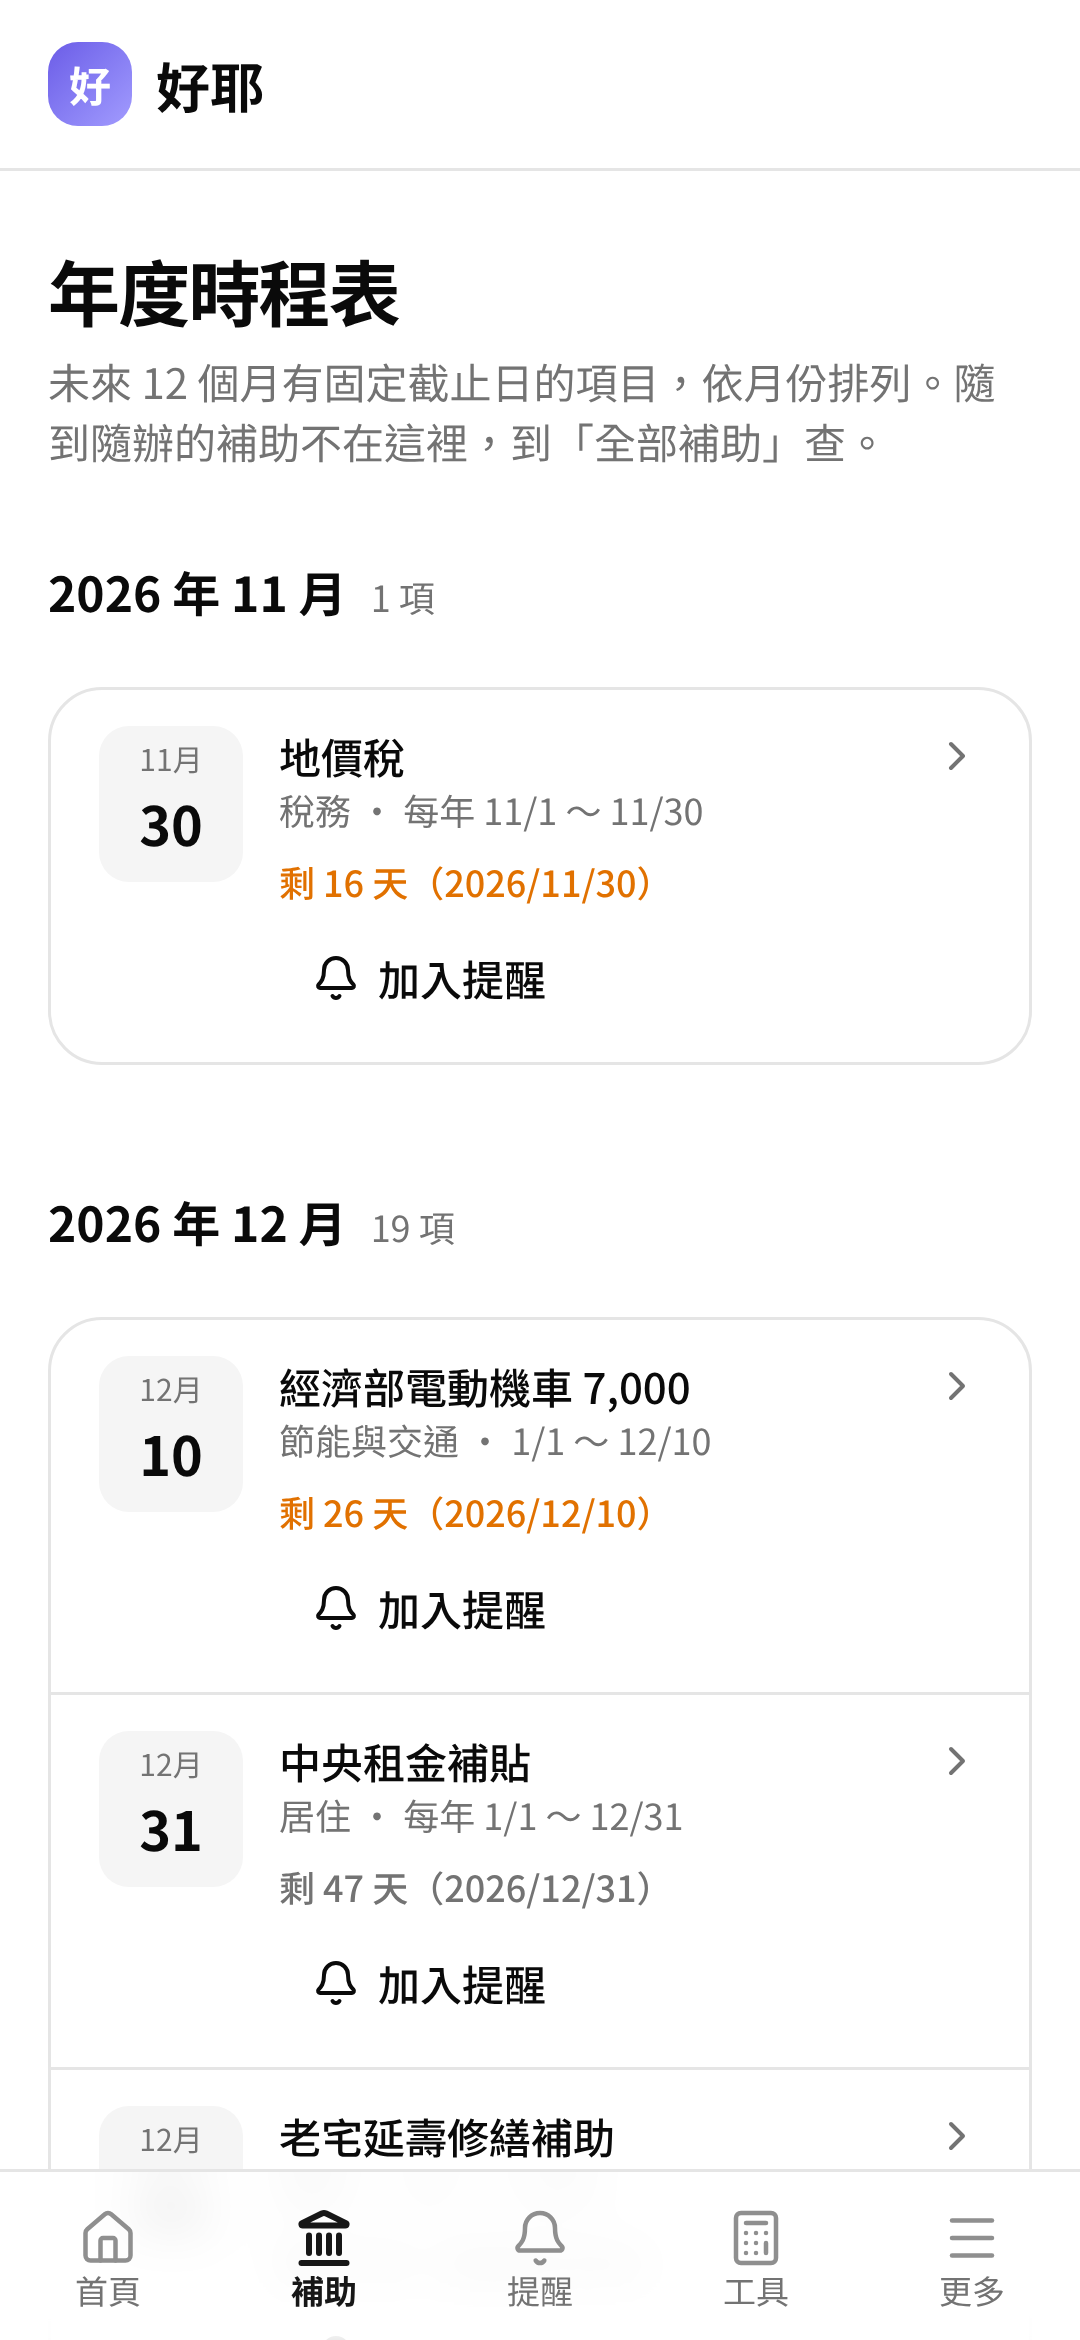 好 好耶
年度時程表
未來 12 個月有固定截止日的項目，依月份排列。隨
到隨辦的補助不在這裡，到「全部補助」查。
2026 年 11 月 1 項
11月
30
地價稅
稅務 · 每年 11/1 ～ 11/30
剩 16 天（2026/11/30）
加入提醒
2026 年 12 月 19 項
12月
10
經濟部電動機車 7,000
節能與交通 · 1/1 ～ 12/10
剩 26 天（2026/12/10）
加入提醒
12月
31
中央租金補貼
居住 · 每年 1/1 ～ 12/31
剩 47 天（2026/12/31）
加入提醒
12月
老宅延壽修繕補助
首頁 補助 提醒 工具 更多